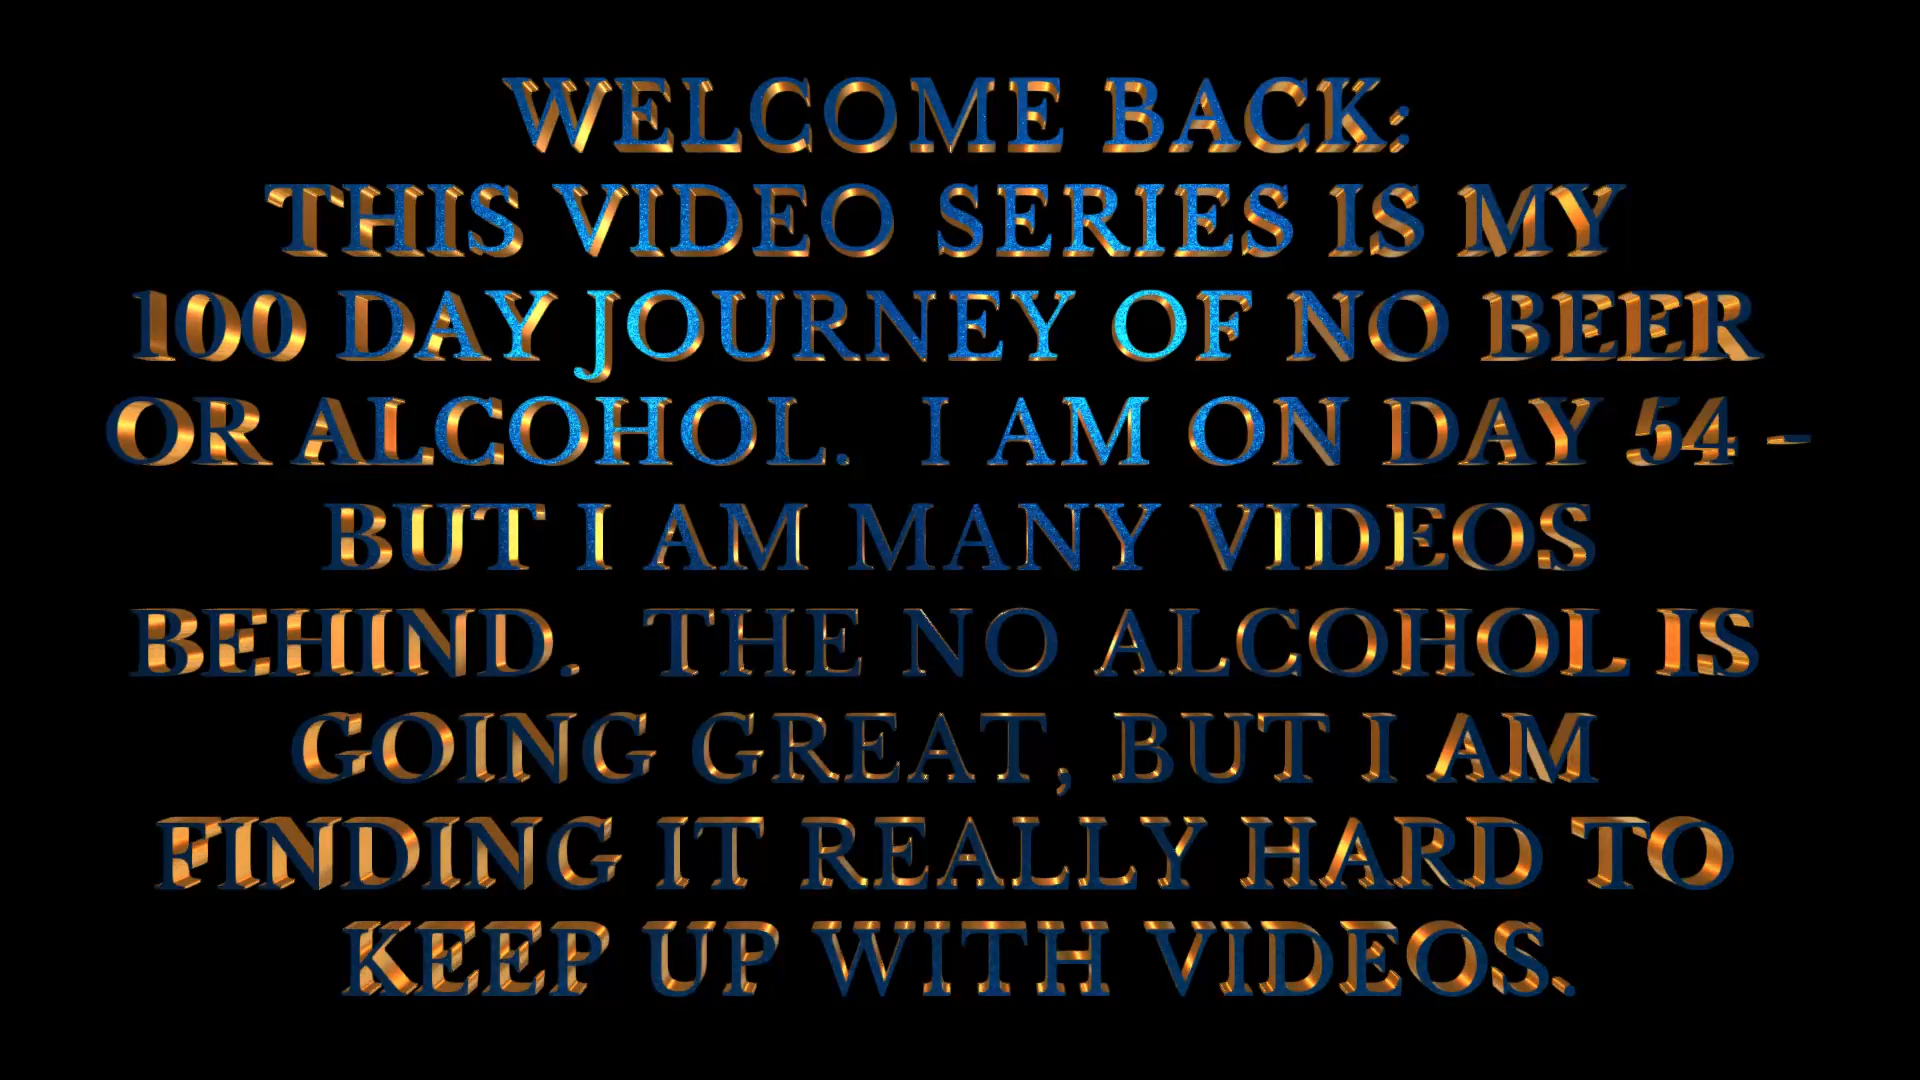 WELCOME BACK:
THIS VIDEO SERIES IS MY
100 DAY JOURNEY OF NO BEER
OR ALCOHOL.  I AM ON DAY 54 -
BUT I AM MANY VIDEOS
BEHIND.  THE NO ALCOHOL IS
GOING GREAT, BUT I AM
FINDING IT REALLY HARD TO
KEEP UP WITH VIDEOS.